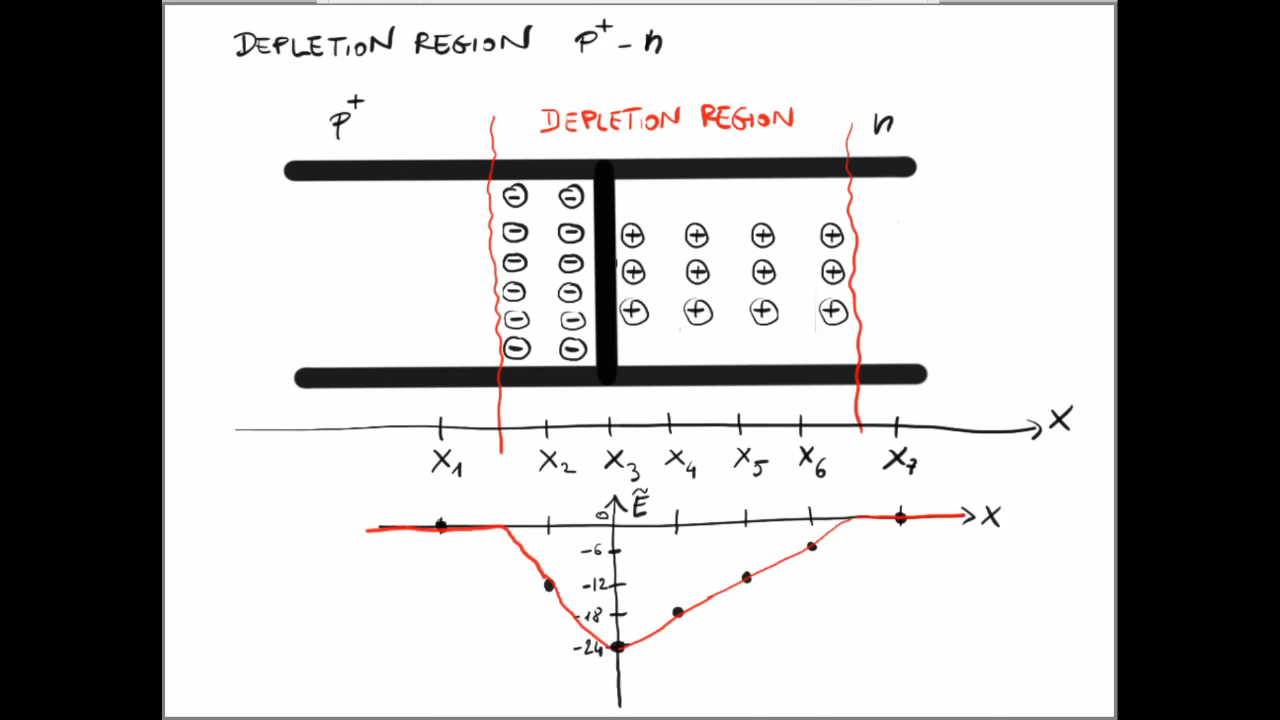 DEPLETION REGION P⁺ - n
P⁺ DEPLETION REGION n
⊖ ⊖
⊖ ⊖ ⊕ ⊕ ⊕ ⊕
⊖ ⊖ ⊕ ⊕ ⊕ ⊕
⊖ ⊖ ⊕ ⊕ ⊕ ⊕
⊖ ⊖
⊖ ⊖
X
X₁ X₂ X₃ X₄ X₅ X₆ X₇
0 Ẽ X
-6
-12
-18
-24